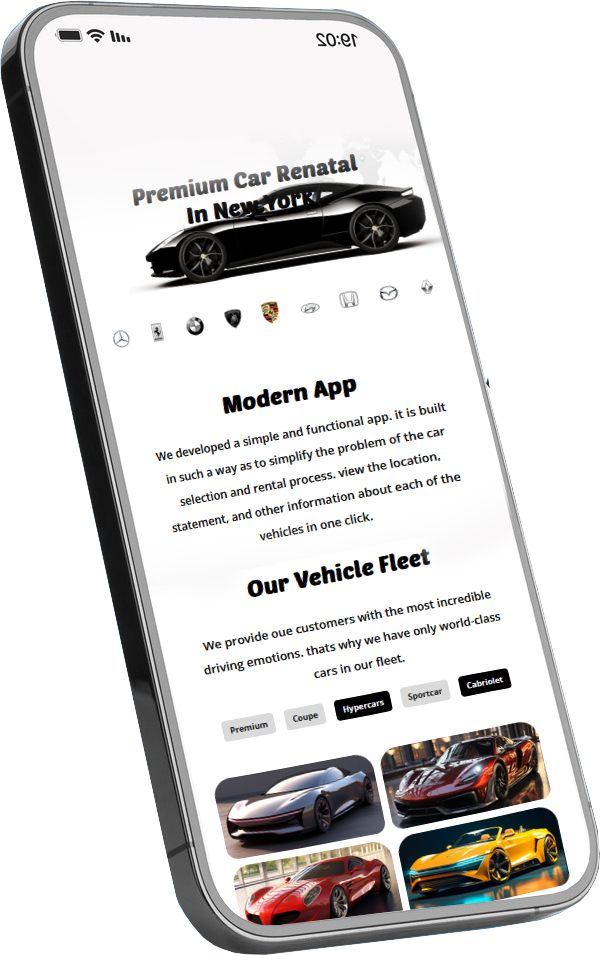 19:02
Premium Car Renatal
In New York
Modern App
We developed a simple and functional app. it is built
in such a way as to simplify the problem of the car
selection and rental process. view the location,
statement, and other information about each of the
vehicles in one click.
Our Vehicle Fleet
We provide oue customers with the most incredible
driving emotions. thats why we have only world-class
cars in our fleet.
Premium
Coupe
Hypercars
Sportcar
Cabriolet